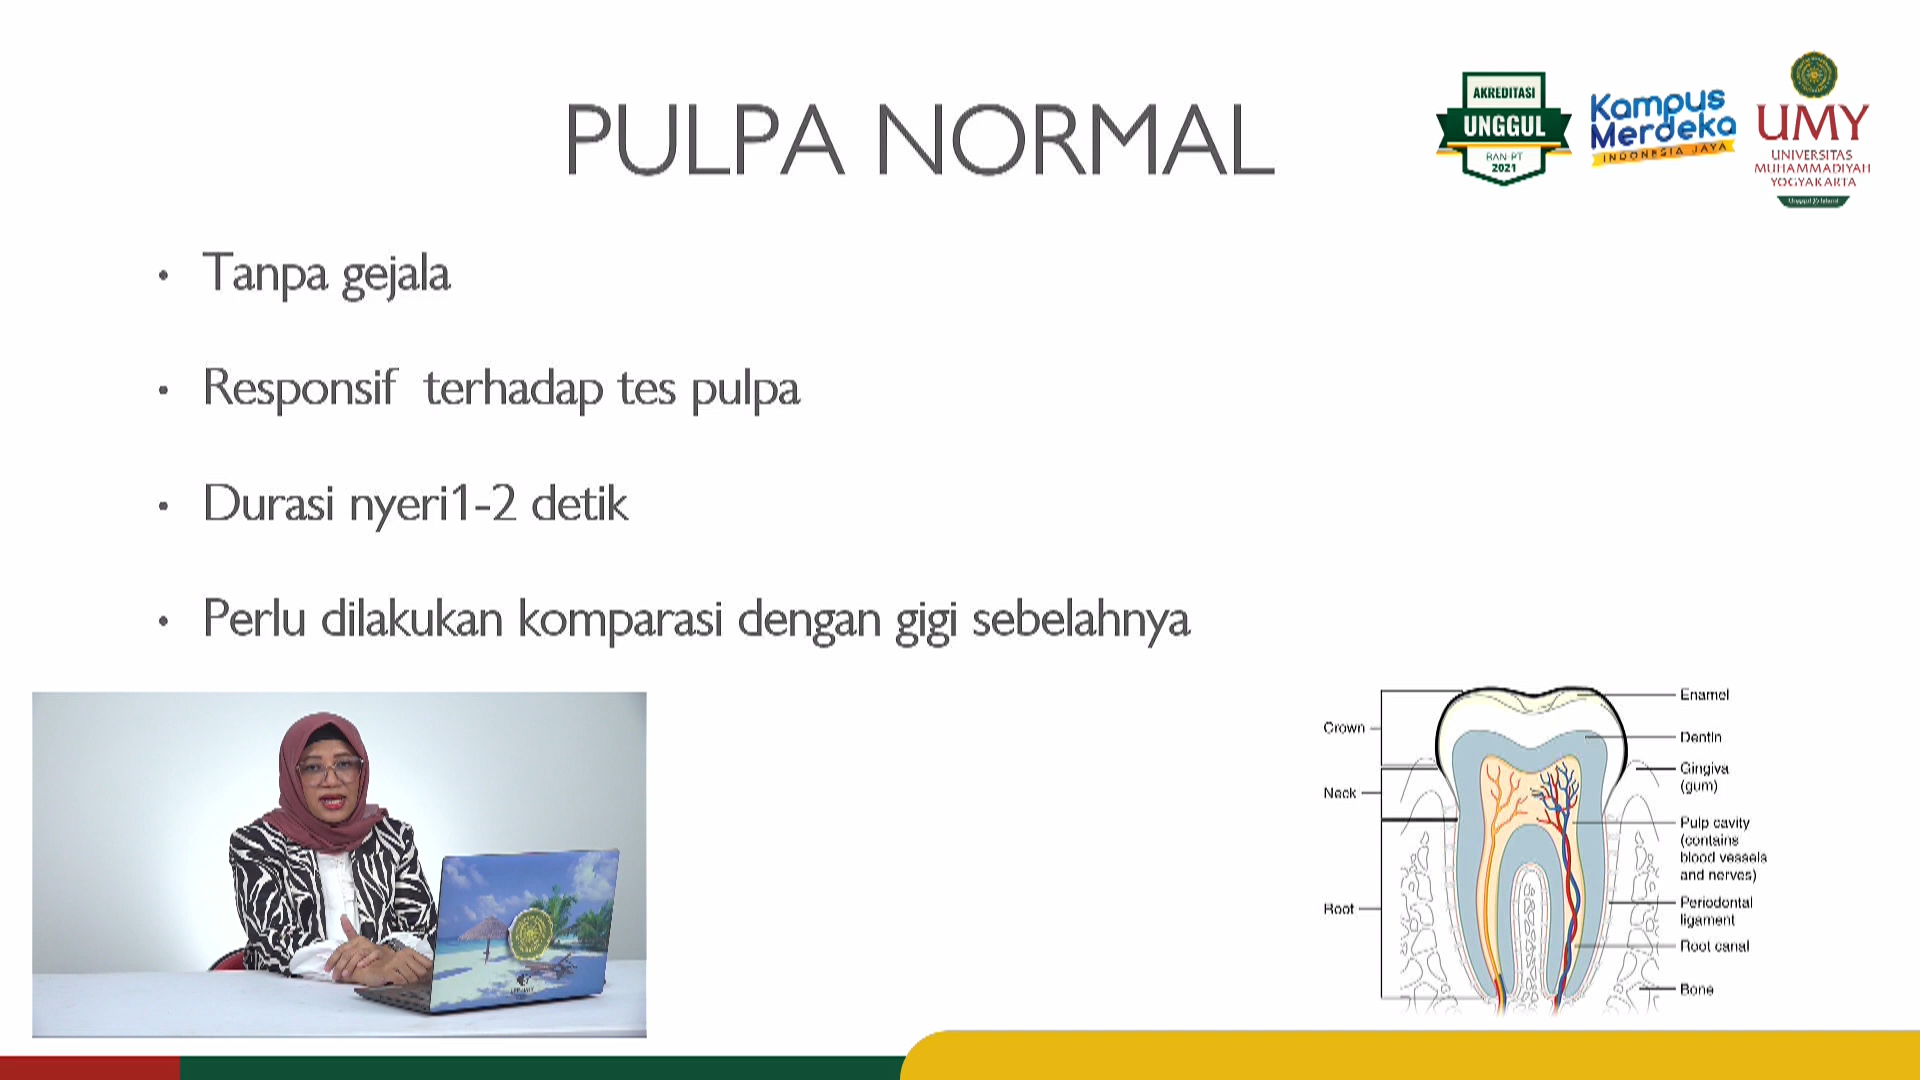 PULPA NORMAL
AKREDITASI
UNGGUL
BAN-PT
2021
Kampus
Merdeka
INDONESIA JAYA
UMY
UNIVERSITAS
MUHAMMADIYAH
YOGYAKARTA
Unggul & Islami
• Tanpa gejala
• Responsif terhadap tes pulpa
• Durasi nyeri1-2 detik
• Perlu dilakukan komparasi dengan gigi sebelahnya
Crown
Neck
Root
Enamel
Dentin
Gingiva
(gum)
Pulp cavity
(contains
blood vessels
and nerves)
Periodontal
ligament
Root canal
Bone